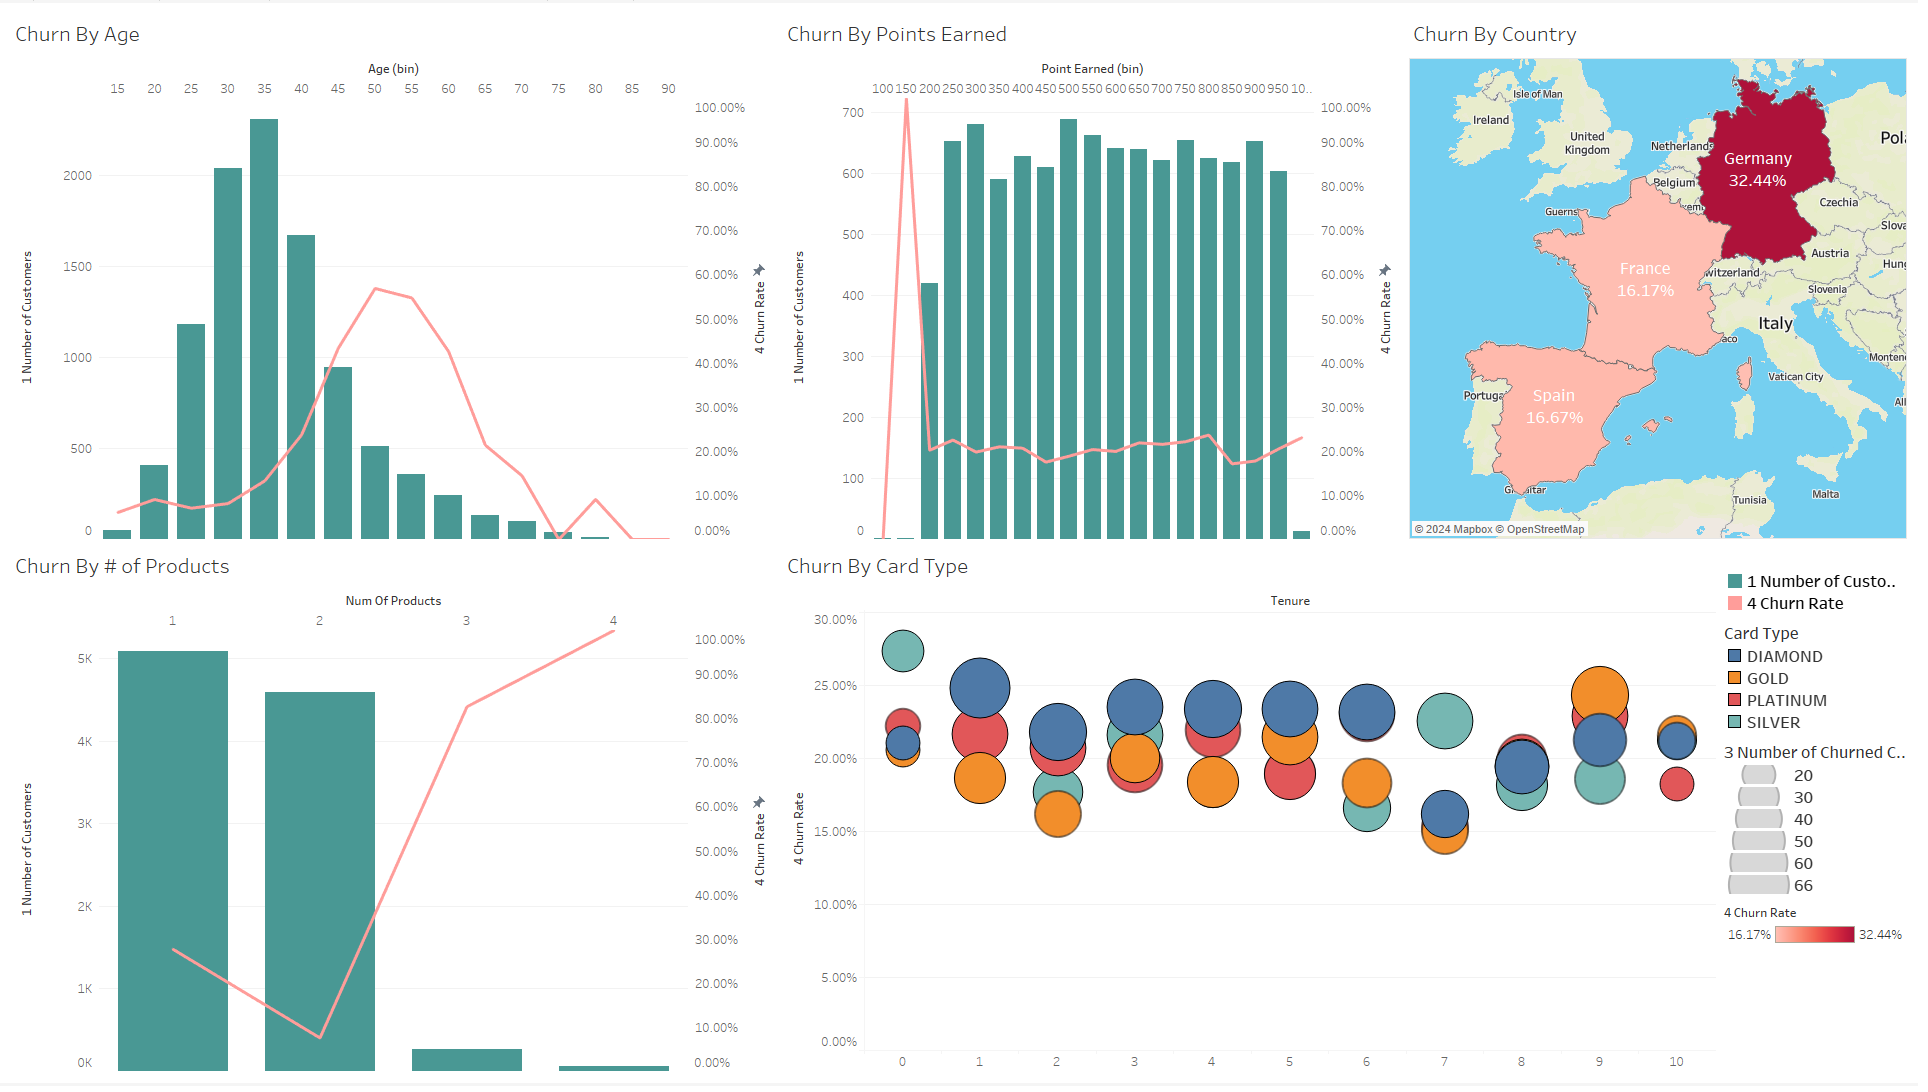 Churn By Age
Age (bin)
15 20 25 30 35 40 45 50 55 60 65 70 75 80 85 90
1 Number of Customers
2000
1500
1000
500
0
100.00%
90.00%
80.00%
70.00%
60.00%
50.00%
40.00%
30.00%
20.00%
10.00%
0.00%
4 Churn Rate
Churn By Points Earned
Point Earned (bin)
100 150 200 250 300 350 400 450 500 550 600 650 700 750 800 850 900 950 10..
1 Number of Customers
700
600
500
400
300
200
100
0
100.00%
90.00%
80.00%
70.00%
60.00%
50.00%
40.00%
30.00%
20.00%
10.00%
0.00%
4 Churn Rate
Churn By Country
Isle of Man
Ireland
United
Kingdom
Netherlands
Belgium
Germany
32.44%
Pol
Czechia
Guerns
xem
Slova
Austria
Hung
witzerland
Slovenia
France
16.17%
Italy
aco
Monten
Vatican City
Portuga
Spain
16.67%
Al
Gi altar
Tunisia
Malta
© 2024 Mapbox © OpenStreetMap
Churn By # of Products
Num Of Products
1 2 3 4
1 Number of Customers
5K
4K
3K
2K
1K
0K
100.00%
90.00%
80.00%
70.00%
60.00%
50.00%
40.00%
30.00%
20.00%
10.00%
0.00%
4 Churn Rate
Churn By Card Type
Tenure
4 Churn Rate
30.00%
25.00%
20.00%
15.00%
10.00%
5.00%
0.00%
0 1 2 3 4 5 6 7 8 9 10
1 Number of Custo..
4 Churn Rate
Card Type
DIAMOND
GOLD
PLATINUM
SILVER
3 Number of Churned C..
20
30
40
50
60
66
4 Churn Rate
16.17% 32.44%